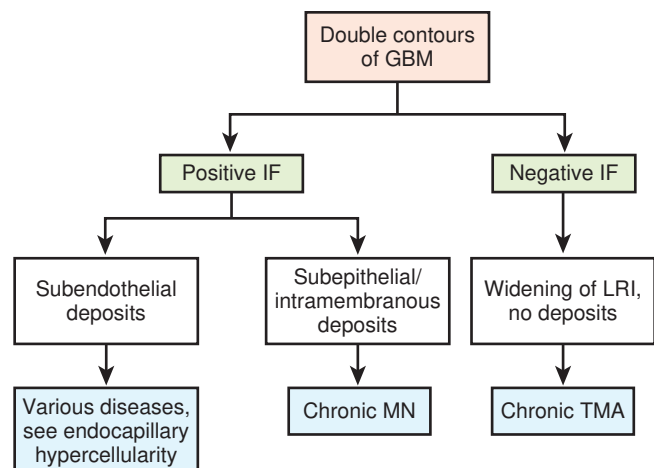 Double contours
of GBM
Positive IF
Negative IF
Subendothelial
deposits
Subepithelial/
intramembranous
deposits
Widening of LRI,
no deposits
Various diseases,
see endocapillary
hypercellularity
Chronic MN
Chronic TMA